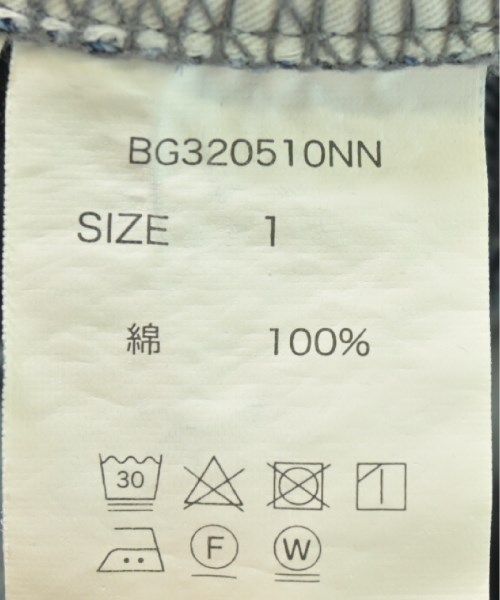 BG320510NN
SIZE 1
綿 100%
30
F W